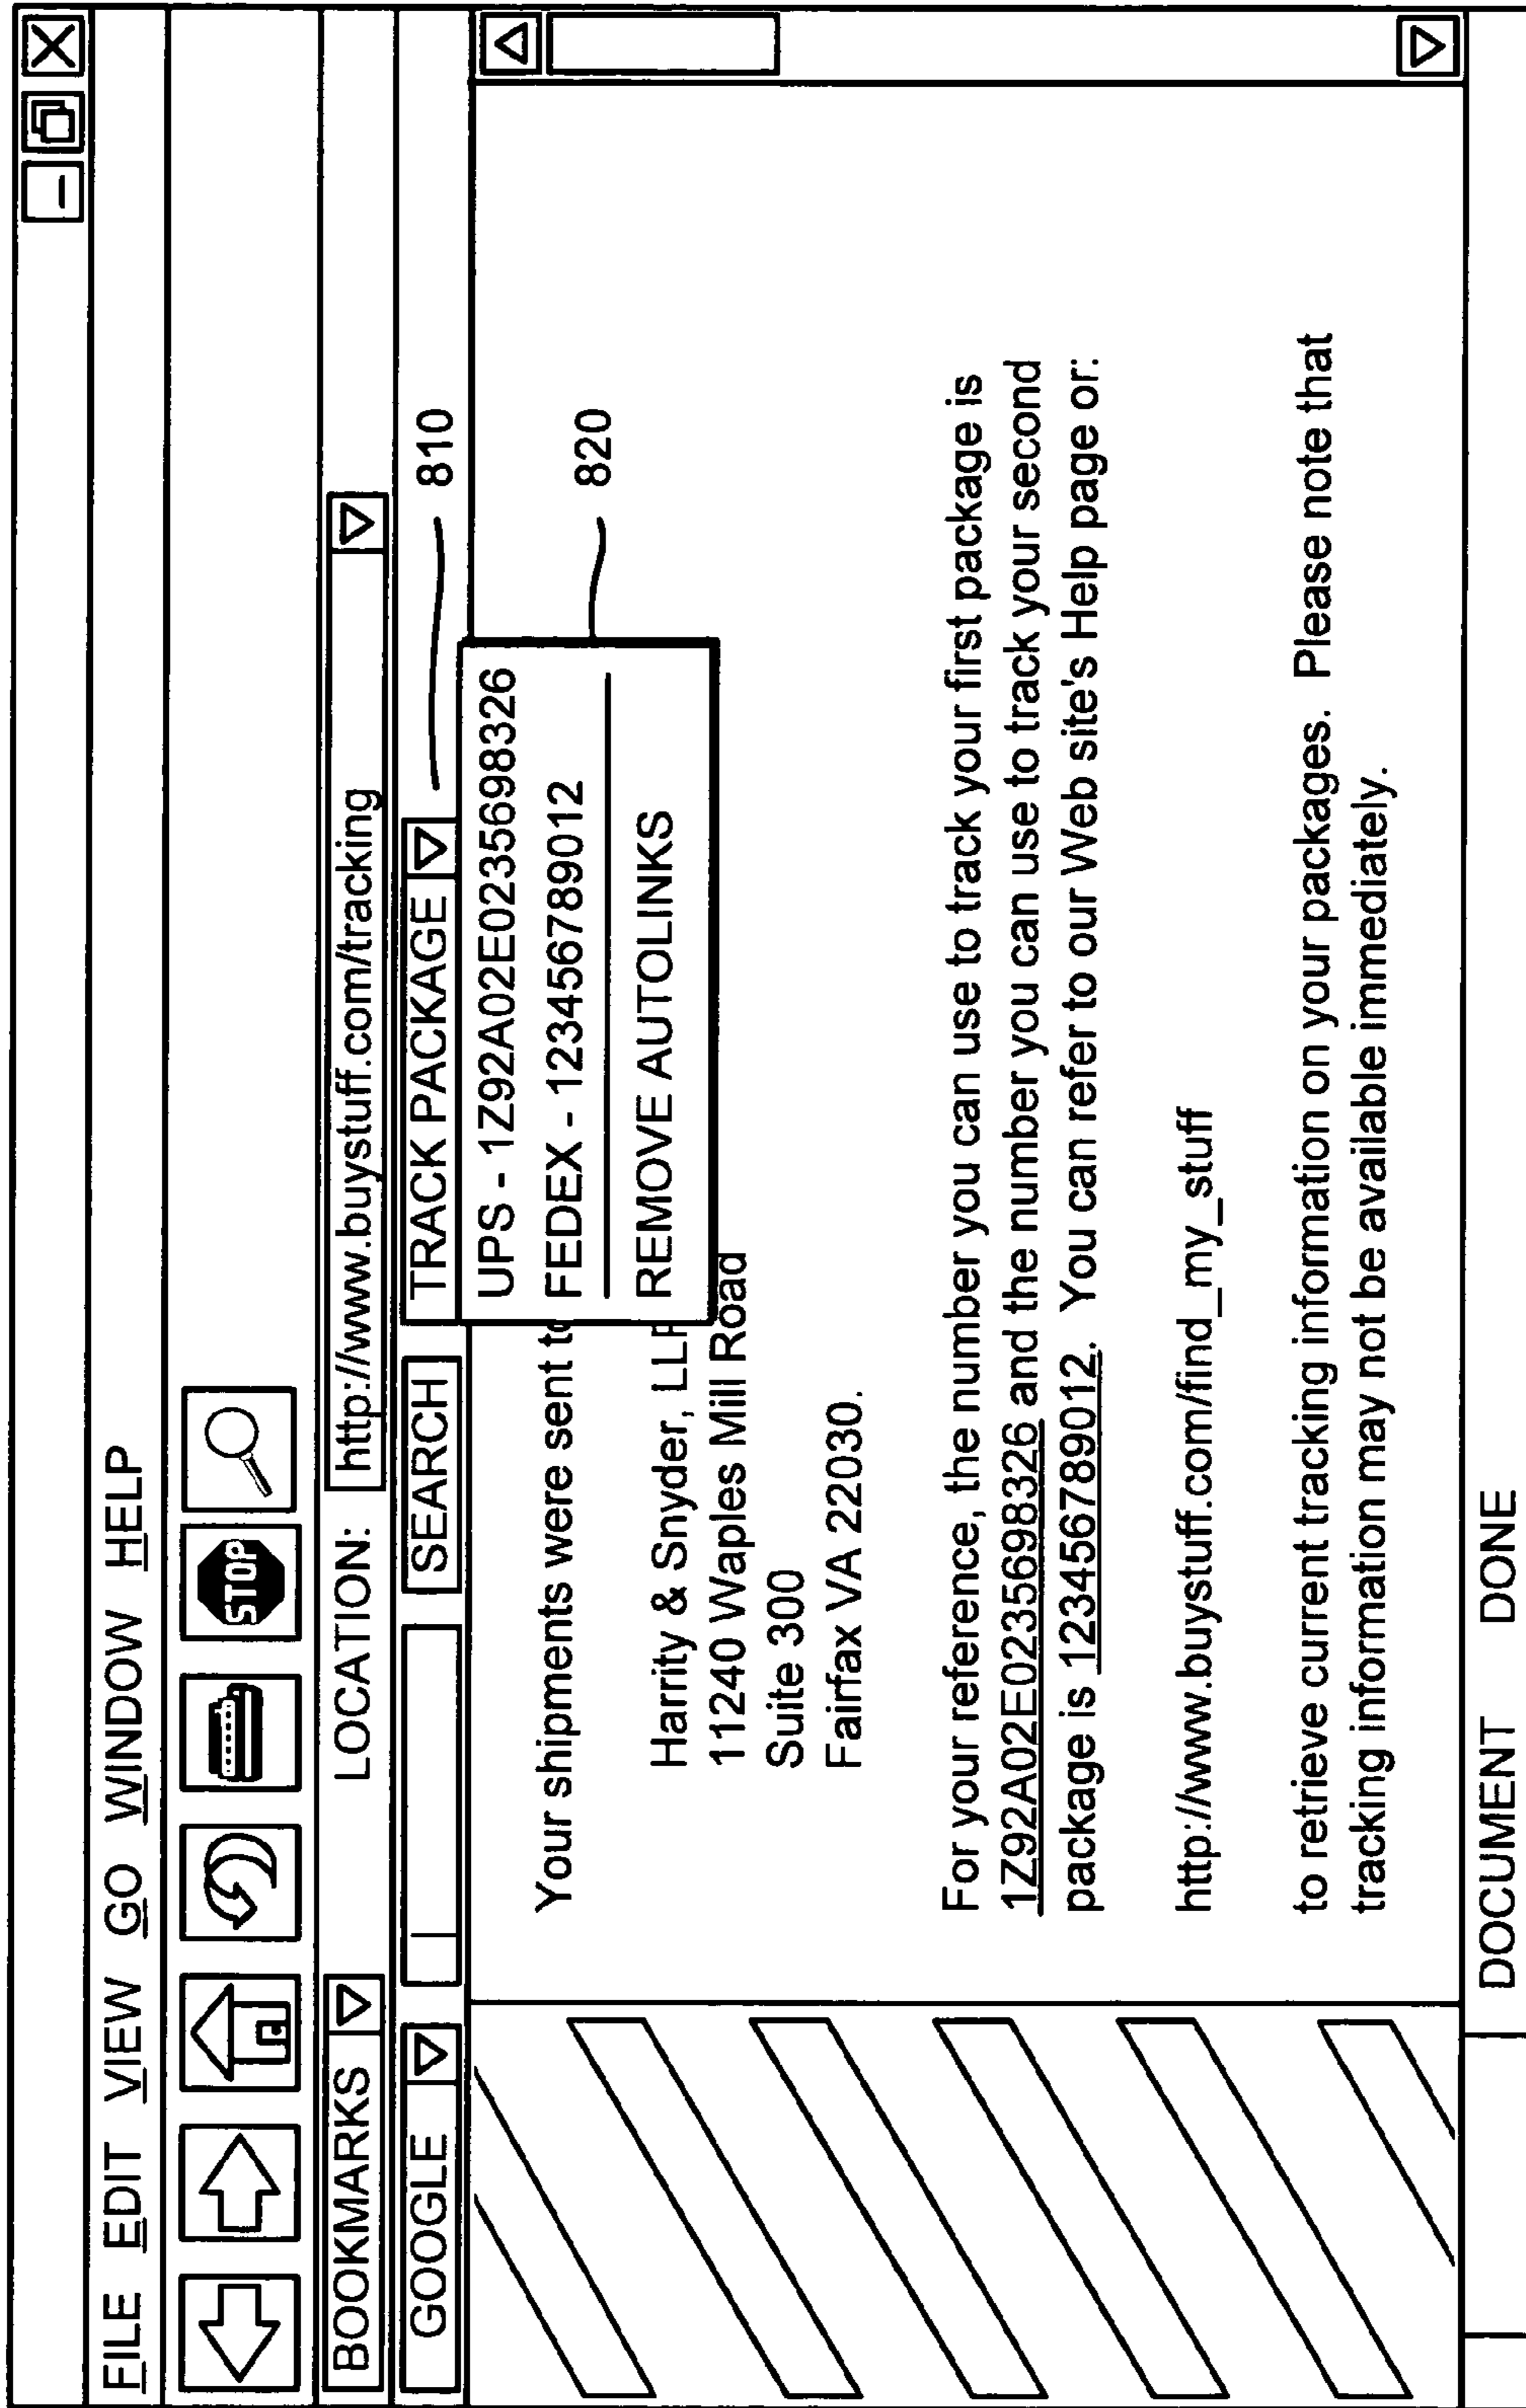 FILE EDIT VIEW GO WINDOW HELP
STOP
BOOKMARKS LOCATION: http://www.buystuff.com/tracking
GOOGLE SEARCH TRACK PACKAGE 810
UPS - 1Z92A02E0235698326
FEDEX - 123456789012 820
REMOVE AUTOLINKS
Your shipments were sent to
Harrity & Snyder, LLP
11240 Waples Mill Road
Suite 300
Fairfax VA 22030.
For your reference, the number you can use to track your first package is
1Z92A02E0235698326 and the number you can use to track your second
package is 123456789012. You can refer to our Web site's Help page or:
http://www.buystuff.com/find_my_stuff
to retrieve current tracking information on your packages. Please note that
tracking information may not be available immediately.
DOCUMENT DONE